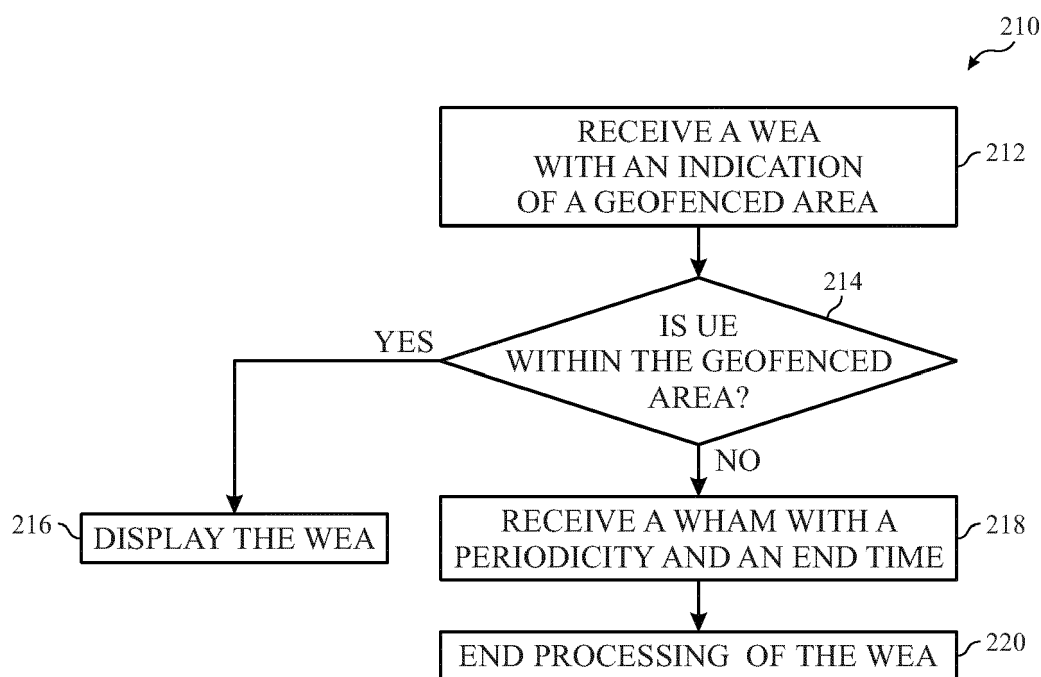 210
RECEIVE A WEA
WITH AN INDICATION
OF A GEOFENCED AREA
212
214
IS UE
WITHIN THE GEOFENCED
AREA?
YES
NO
216
DISPLAY THE WEA
RECEIVE A WHAM WITH A
PERIODICITY AND AN END TIME
218
END PROCESSING OF THE WEA
220